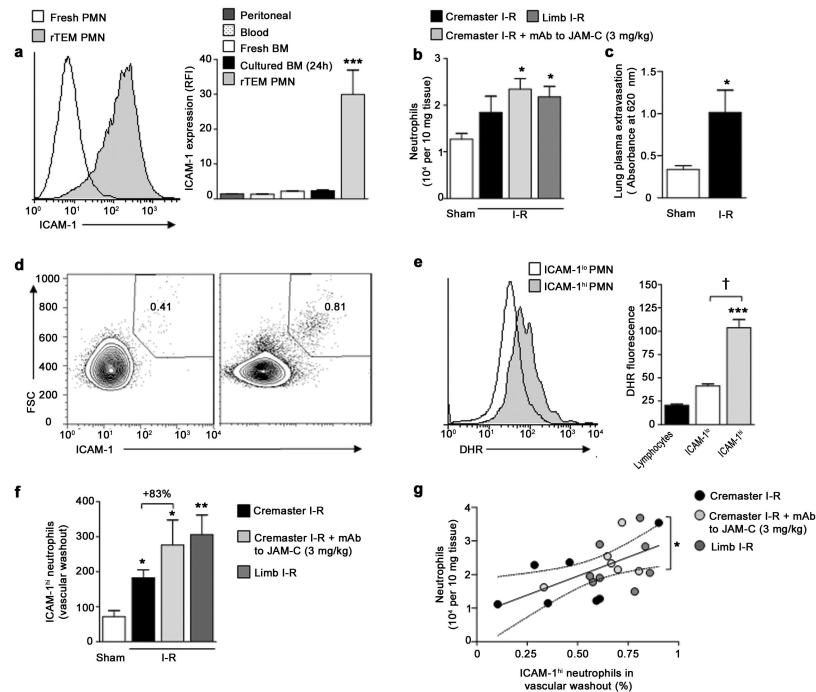 a
Fresh PMN
rTEM PMN
10⁰ 10¹ 10² 10³
ICAM-1
Peritoneal
Blood
Fresh BM
Cultured BM (24h)
rTEM PMN
ICAM-1 expression (RFI)
40
30
20
10
0
***
Cremaster I-R
Limb I-R
Cremaster I-R + mAb to JAM-C (3 mg/kg)
b
Neutrophils
(10⁴ per 10 mg tissue)
3
2
1
0
* *
Sham
I-R
c
Lung plasma extravasation
( Absorbance at 620 nm)
1.5
1.0
0.5
0
*
Sham I-R
d
FSC
1000
800
600
400
200
0
0.41
0.81
10⁰ 10¹ 10² 10³ 10⁴
10⁰ 10¹ 10² 10³ 10⁴
ICAM-1
e
ICAM-1ˡᵒ PMN
ICAM-1ʰⁱ PMN
1 10¹ 10² 10³ 10⁴
DHR
DHR fluorescence
150
125
100
75
50
25
0
†
***
Lymphocytes
ICAM-1ˡᵒ
ICAM-1ʰⁱ
f
ICAM-1ʰⁱ neutrophils
(vascular washout)
400
300
200
100
0
+83%
* * **
Sham
I-R
Cremaster I-R
Cremaster I-R + mAb
to JAM-C (3 mg/kg)
Limb I-R
g
Neutrophils
(10⁴ per 10 mg tissue)
4
3
2
1
0
0 0.25 0.50 0.75 1
ICAM-1ʰⁱ neutrophils in
vascular washout (%)
*
Cremaster I-R
Cremaster I-R + mAb
to JAM-C (3 mg/kg)
Limb I-R